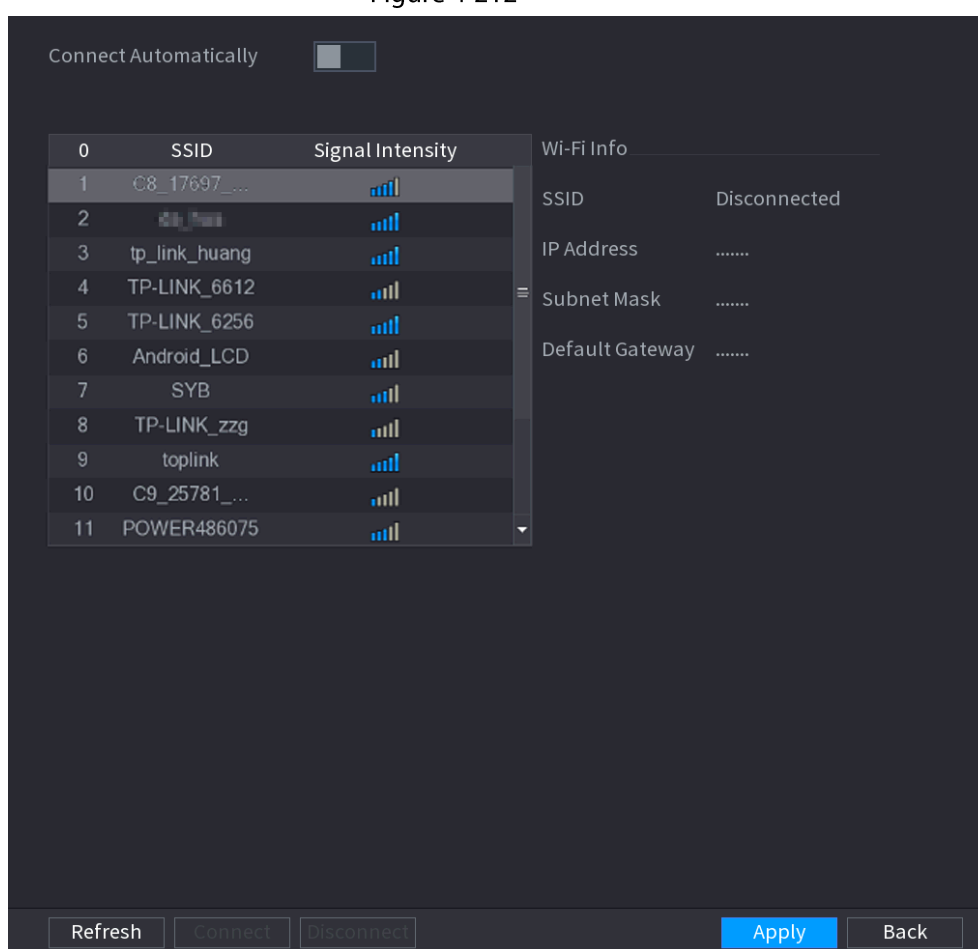 Connect Automatically
0 SSID Signal Intensity
1 C8_17697_...
2
3 tp_link_huang
4 TP-LINK_6612
5 TP-LINK_6256
6 Android_LCD
7 SYB
8 TP-LINK_zzg
9 toplink
10 C9_25781_...
11 POWER486075
Wi-Fi Info
SSID Disconnected
IP Address .......
Subnet Mask .......
Default Gateway .......
Refresh Connect Disconnect Apply Back